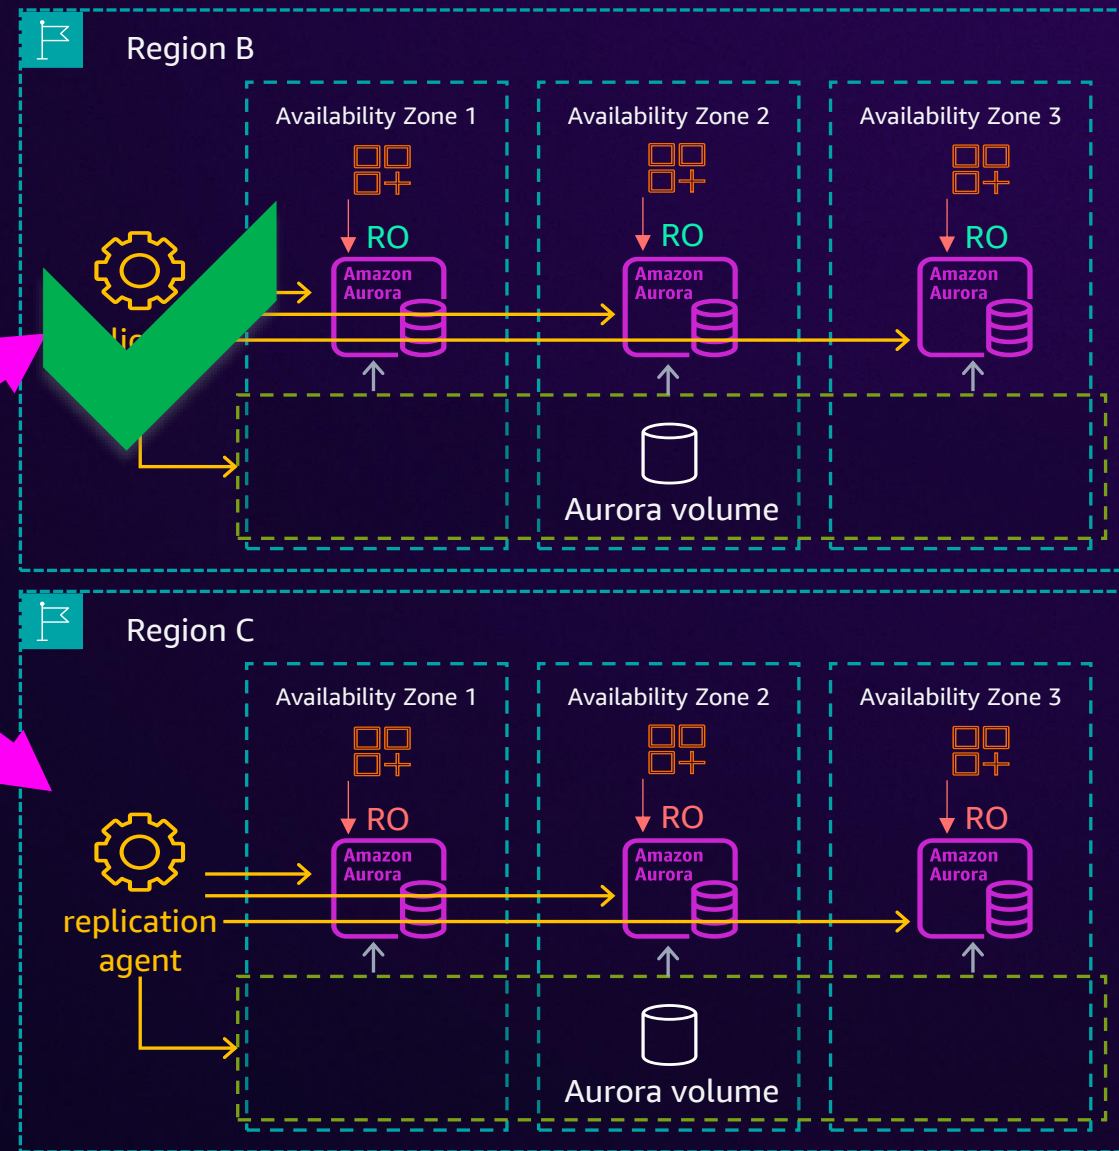 Region B
Availability Zone 1
Availability Zone 2
Availability Zone 3
RO
RO
RO
Amazon
Aurora
Amazon
Aurora
Amazon
Aurora
Aurora volume
Region C
Availability Zone 1
Availability Zone 2
Availability Zone 3
RO
RO
RO
Amazon
Aurora
Amazon
Aurora
Amazon
Aurora
replication
agent
Aurora volume